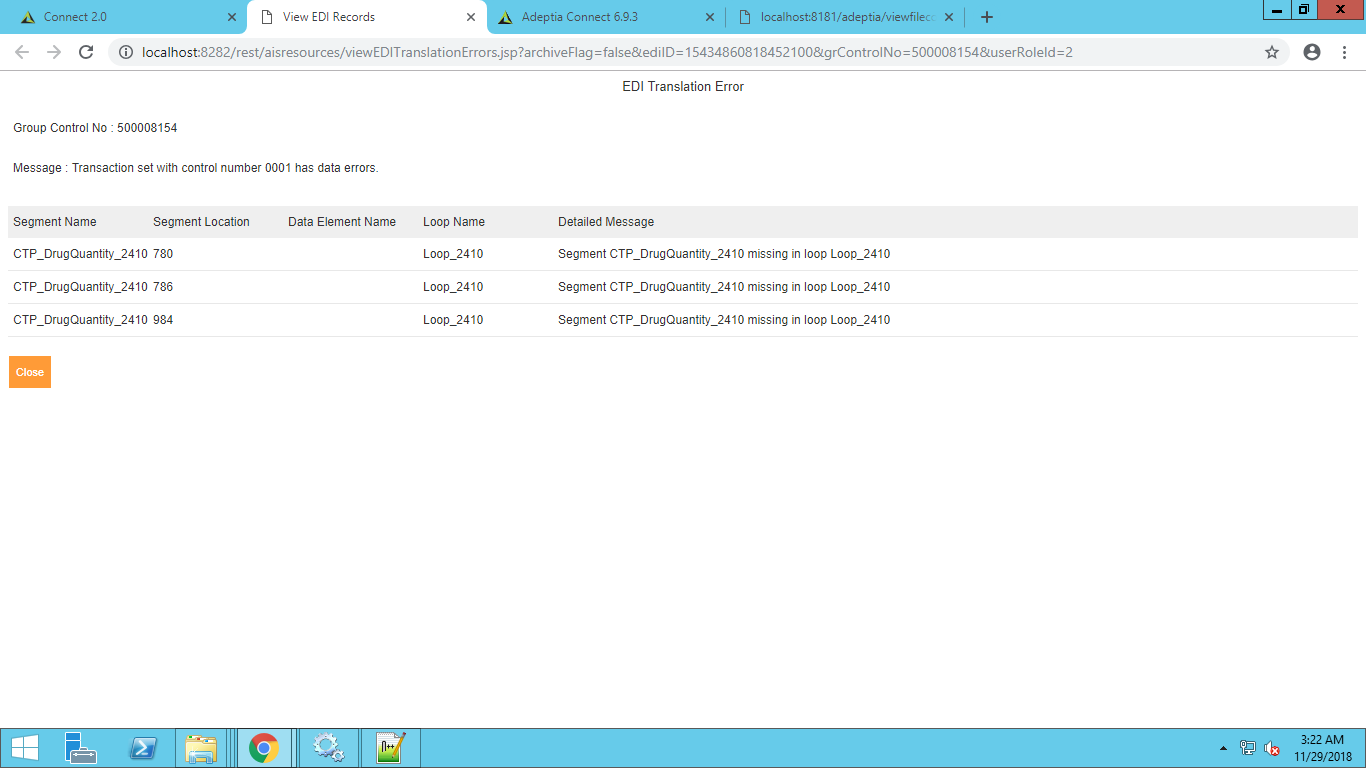 Connect 2.0
View EDI Records
Adeptia Connect 6.9.3
localhost:8181/adeptia/viewfilecc
localhost:8282/rest/aisresources/viewEDITranslationErrors.jsp?archiveFlag=false&ediID=15434860818452100&grControlNo=500008154&userRoleId=2
EDI Translation Error
Group Control No : 500008154
Message : Transaction set with control number 0001 has data errors.
Segment Name Segment Location Data Element Name Loop Name Detailed Message
CTP_DrugQuantity_2410 780 Loop_2410 Segment CTP_DrugQuantity_2410 missing in loop Loop_2410
CTP_DrugQuantity_2410 786 Loop_2410 Segment CTP_DrugQuantity_2410 missing in loop Loop_2410
CTP_DrugQuantity_2410 984 Loop_2410 Segment CTP_DrugQuantity_2410 missing in loop Loop_2410
Close
3:22 AM
11/29/2018